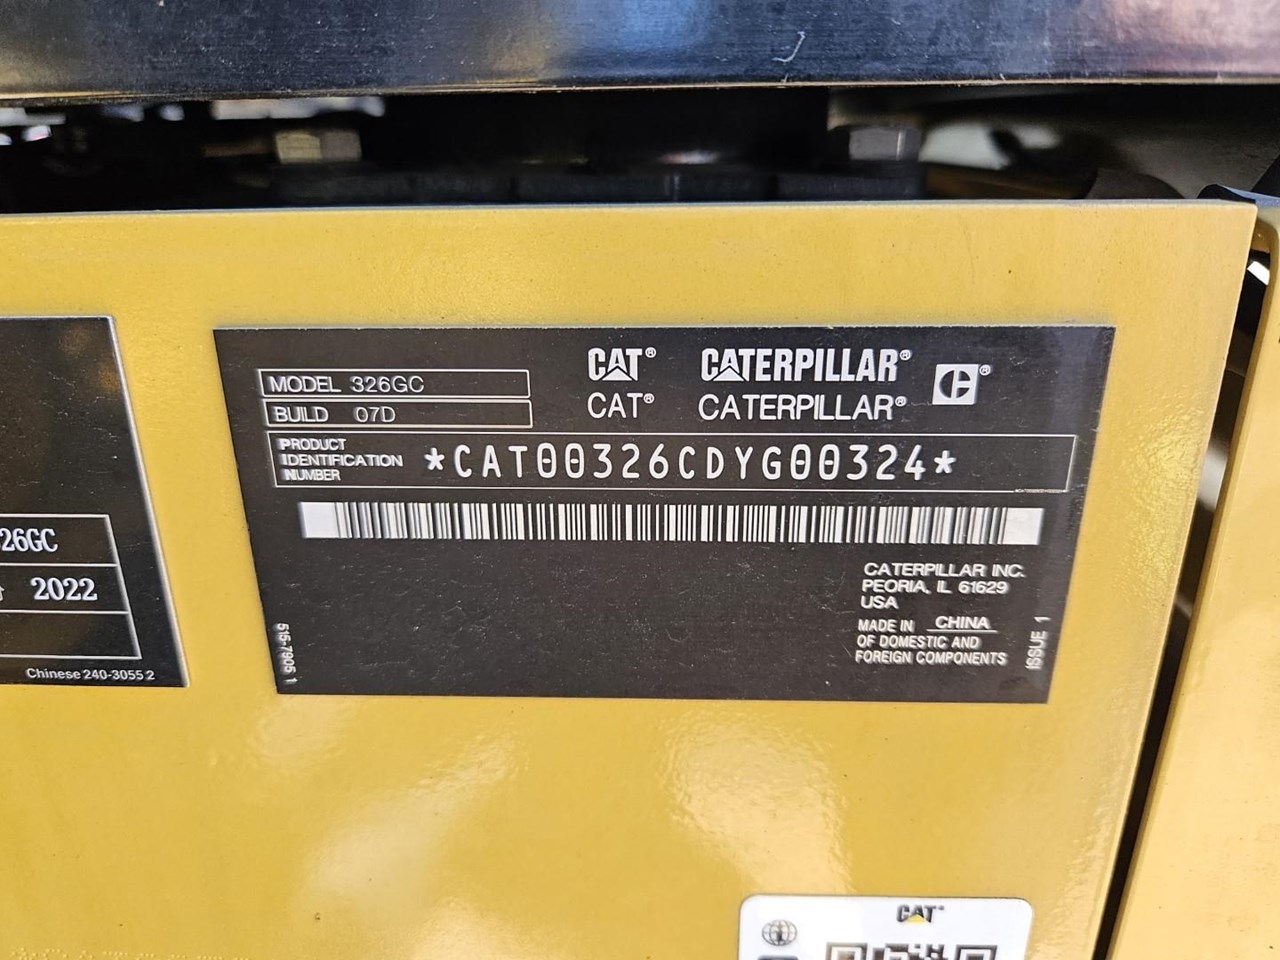 CAT® CATERPILLAR® ®
CAT® CATERPILLAR®
MODEL 326GC
BUILD 07D
PRODUCT
IDENTIFICATION
NUMBER
*CAT00326CDYG00324*
CATERPILLAR INC.
PEORIA, IL 61629
USA
MADE IN CHINA
OF DOMESTIC AND
FOREIGN COMPONENTS
515-7905 1
ISSUE 1
26GC
2022
Chinese 240-3055 2
CAT